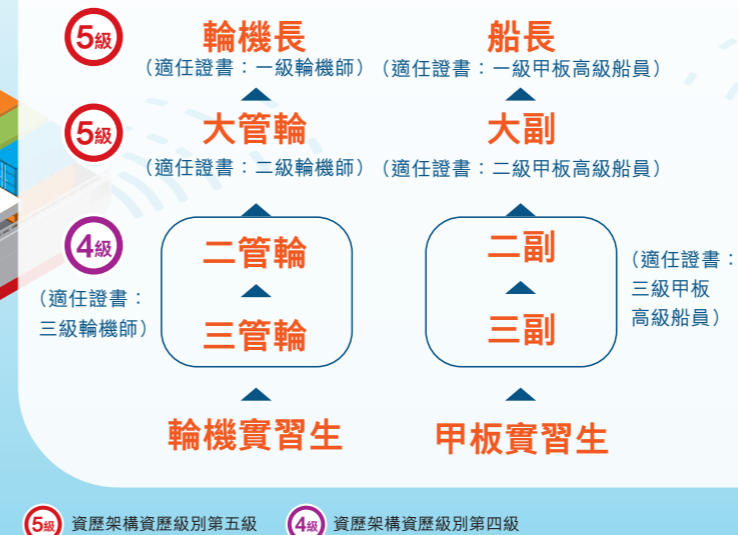 5級
輪機長
船長
(適任證書：一級輪機師)
(適任證書：一級甲板高級船員)
5級
大管輪
大副
(適任證書：二級輪機師)
(適任證書：二級甲板高級船員)
4級
二管輪
二副
(適任證書：
三級輪機師)
(適任證書：
三級甲板
高級船員)
三管輪
三副
輪機實習生
甲板實習生
5級 資歷架構資歷級別第五級
4級 資歷架構資歷級別第四級